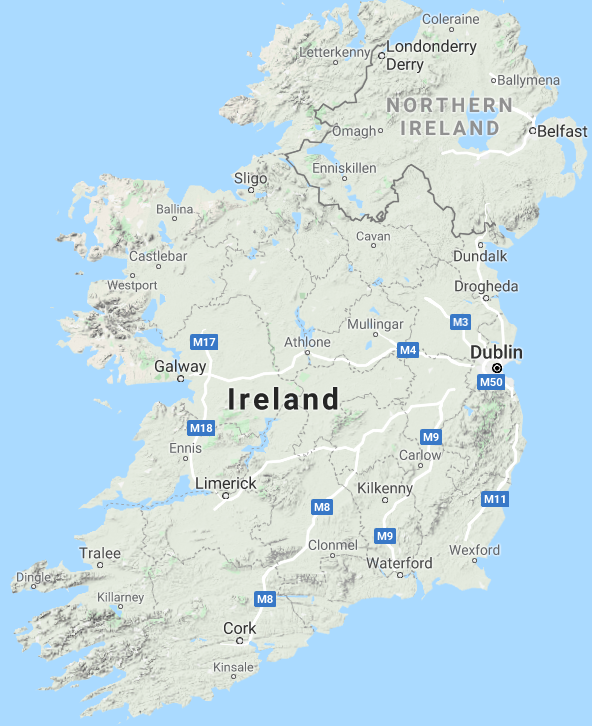 Coleraine
Letterkenny
Londonderry
Derry
Ballymena
NORTHERN
IRELAND
Omagh
Belfast
Enniskillen
Sligo
Ballina
Cavan
Castlebar
Dundalk
Westport
Drogheda
M3
Mullingar
M17
Athlone
M4
Dublin
Galway
M50
Ireland
M18
M9
Ennis
Carlow
Limerick
Kilkenny
M11
M8
M9
Clonmel
Wexford
Tralee
Waterford
Dingle
Killarney
M8
Cork
Kinsale